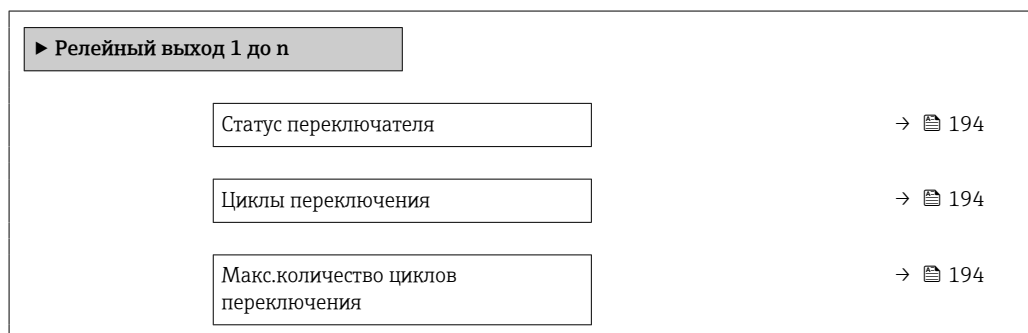 ▶ Релейный выход 1 до n
Статус переключателя → 194
Циклы переключения → 194
Макс.количество циклов
переключения → 194